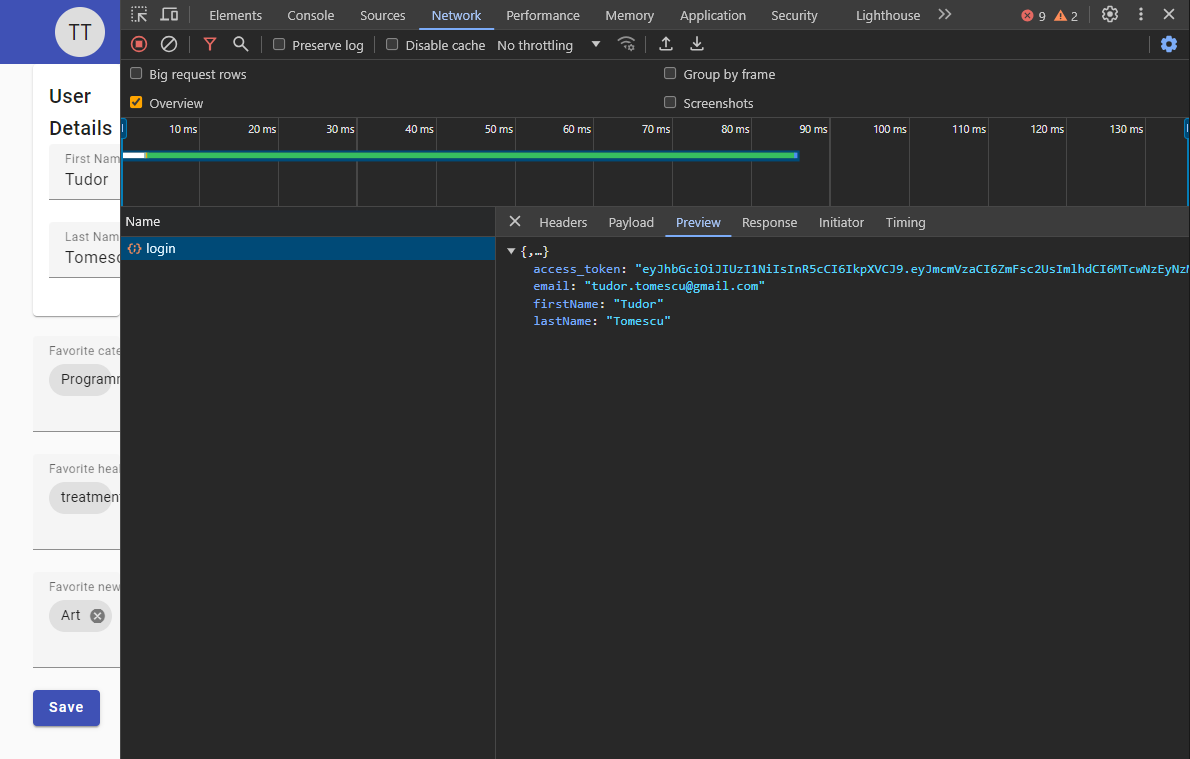 TT
Elements Console Sources Network Performance Memory Application Security Lighthouse 9 2
Preserve log Disable cache No throttling
Big request rows Group by frame
Overview Screenshots
10 ms 20 ms 30 ms 40 ms 50 ms 60 ms 70 ms 80 ms 90 ms 100 ms 110 ms 120 ms 130 ms
Name
login
Headers Payload Preview Response Initiator Timing
{,…}
access_token: "eyJhbGciOiJIUzI1NiIsInR5cCI6IkpXVCJ9.eyJmcmVzaCI6ZmFsc2UsImlhdCI6MTcwNzEyNzM
email: "tudor.tomescu@gmail.com"
firstName: "Tudor"
lastName: "Tomescu"
User
Details
First Nam
Tudor
Last Nam
Tomesc
Favorite cate
Programm
Favorite heal
treatment
Favorite new
Art
Save